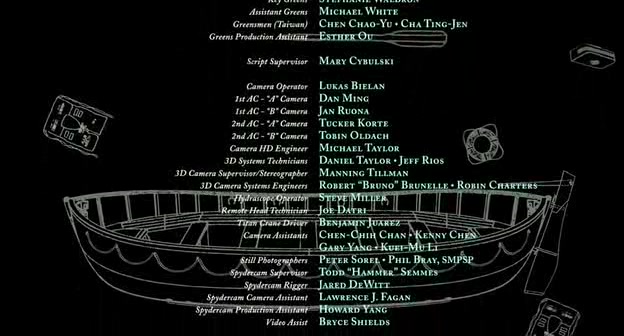 Key Greens STEPHANIE WALDRON
Assistant Greens MICHAEL WHITE
Greensmen (Taiwan) CHEN CHAO-YU • CHA TING-JEN
Greens Production Assistant ESTHER OU
Script Supervisor MARY CYBULSKI
Camera Operator LUKAS BIELAN
1st AC - "A" Camera DAN MING
1st AC - "B" Camera JAN RUONA
2nd AC - "A" Camera TUCKER KORTE
2nd AC - "B" Camera TOBIN OLDACH
Camera HD Engineer MICHAEL TAYLOR
3D Systems Technicians DANIEL TAYLOR • JEFF RIOS
3D Camera Supervisor/Stereographer MANNING TILLMAN
3D Camera Systems Engineers ROBERT "BRUNO" BRUNELLE • ROBIN CHARTERS
Hydrascope Operator STEVE MILLER
Remote Head Technician JOE DATRI
Titan Crane Driver BENJAMIN JUAREZ
Camera Assistants CHEN-CHIH CHAN • KENNY CHEN
GARY YANG • KUEI-MU LI
Still Photographers PETER SOREL • PHIL BRAY, SMPSP
Spydercam Supervisor TODD "HAMMER" SEMMES
Spydercam Rigger JARED DEWITT
Spydercam Camera Assistant LAWRENCE J. FAGAN
Spydercam Production Assistant HOWARD YANG
Video Assist BRYCE SHIELDS